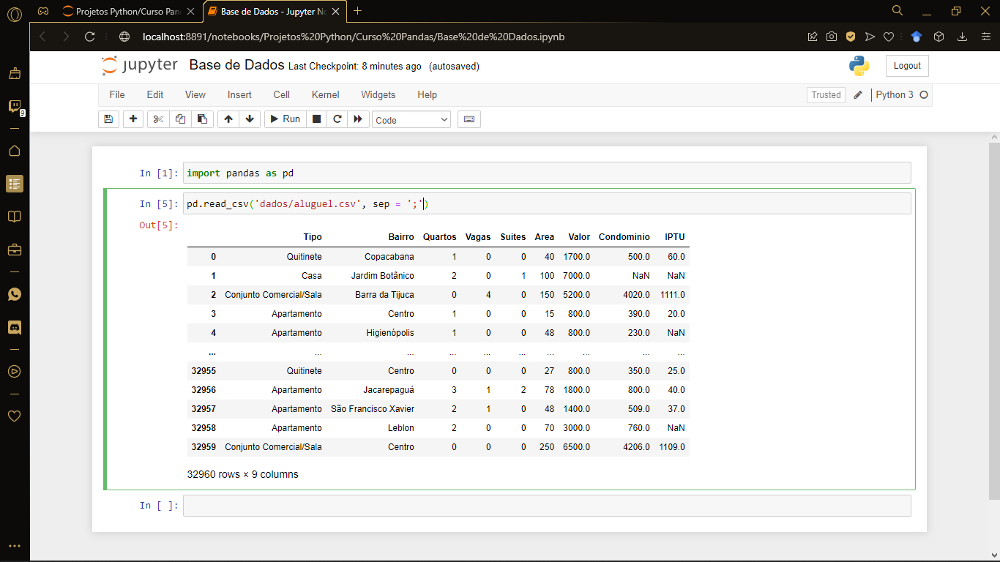 Projetos Python/Curso Pan
Base de Dados - Jupyter No
localhost:8891/notebooks/Projetos%20Python/Curso%20Pandas/Base%20de%20Dados.ipynb
9
jupyter Base de Dados Last Checkpoint: 8 minutes ago (autosaved)
Logout
File Edit View Insert Cell Kernel Widgets Help
Trusted Python 3
Run Code
In [1]: import pandas as pd
In [5]: pd.read_csv('dados/aluguel.csv', sep = ';')
Out[5]:
Tipo Bairro Quartos Vagas Suites Area Valor Condominio IPTU
0 Quitinete Copacabana 1 0 0 40 1700.0 500.0 60.0
1 Casa Jardim Botânico 2 0 1 100 7000.0 NaN NaN
2 Conjunto Comercial/Sala Barra da Tijuca 0 4 0 150 5200.0 4020.0 1111.0
3 Apartamento Centro 1 0 0 15 800.0 390.0 20.0
4 Apartamento Higienópolis 1 0 0 48 800.0 230.0 NaN
... ... ... ... ... ... ... ... ... ...
32955 Quitinete Centro 0 0 0 27 800.0 350.0 25.0
32956 Apartamento Jacarepaguá 3 1 2 78 1800.0 800.0 40.0
32957 Apartamento São Francisco Xavier 2 1 0 48 1400.0 509.0 37.0
32958 Apartamento Leblon 2 0 0 70 3000.0 760.0 NaN
32959 Conjunto Comercial/Sala Centro 0 0 0 250 6500.0 4206.0 1109.0
32960 rows × 9 columns
In [ ]: